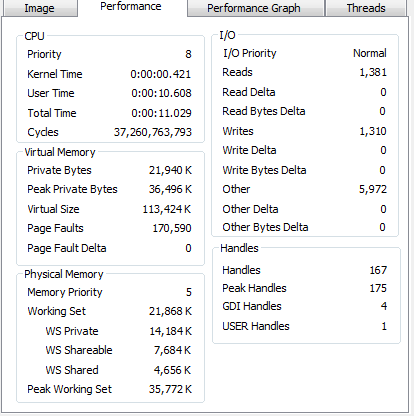 Image Performance Performance Graph Threads
CPU
Priority 8
Kernel Time 0:00:00.421
User Time 0:00:10.608
Total Time 0:00:11.029
Cycles 37,260,763,793
Virtual Memory
Private Bytes 21,940 K
Peak Private Bytes 36,496 K
Virtual Size 113,424 K
Page Faults 170,590
Page Fault Delta 0
Physical Memory
Memory Priority 5
Working Set 21,868 K
WS Private 14,184 K
WS Shareable 7,684 K
WS Shared 4,656 K
Peak Working Set 35,772 K
I/O
I/O Priority Normal
Reads 1,381
Read Delta 0
Read Bytes Delta 0
Writes 1,310
Write Delta 0
Write Bytes Delta 0
Other 5,972
Other Delta 0
Other Bytes Delta 0
Handles
Handles 167
Peak Handles 175
GDI Handles 4
USER Handles 1